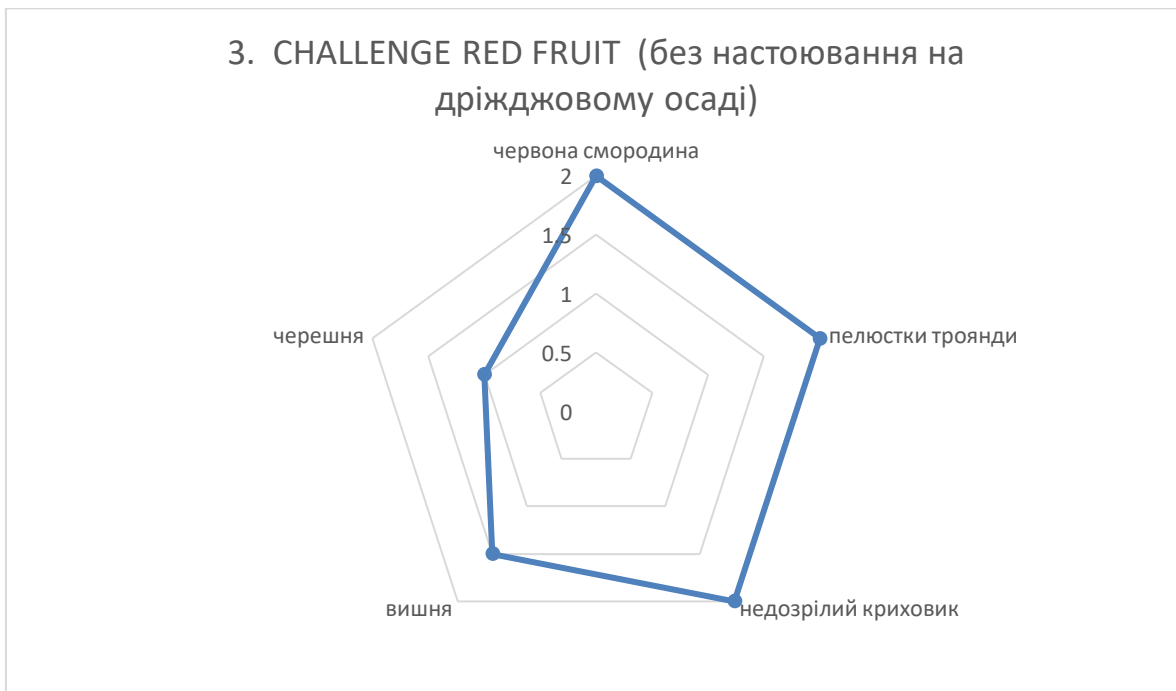 3. CHALLENGE RED FRUIT (без настоювання на
дріжджовому осаді)
червона смородина
2
1.5
1
0.5
0
черешня
пелюстки троянди
вишня
недозрілий криховик